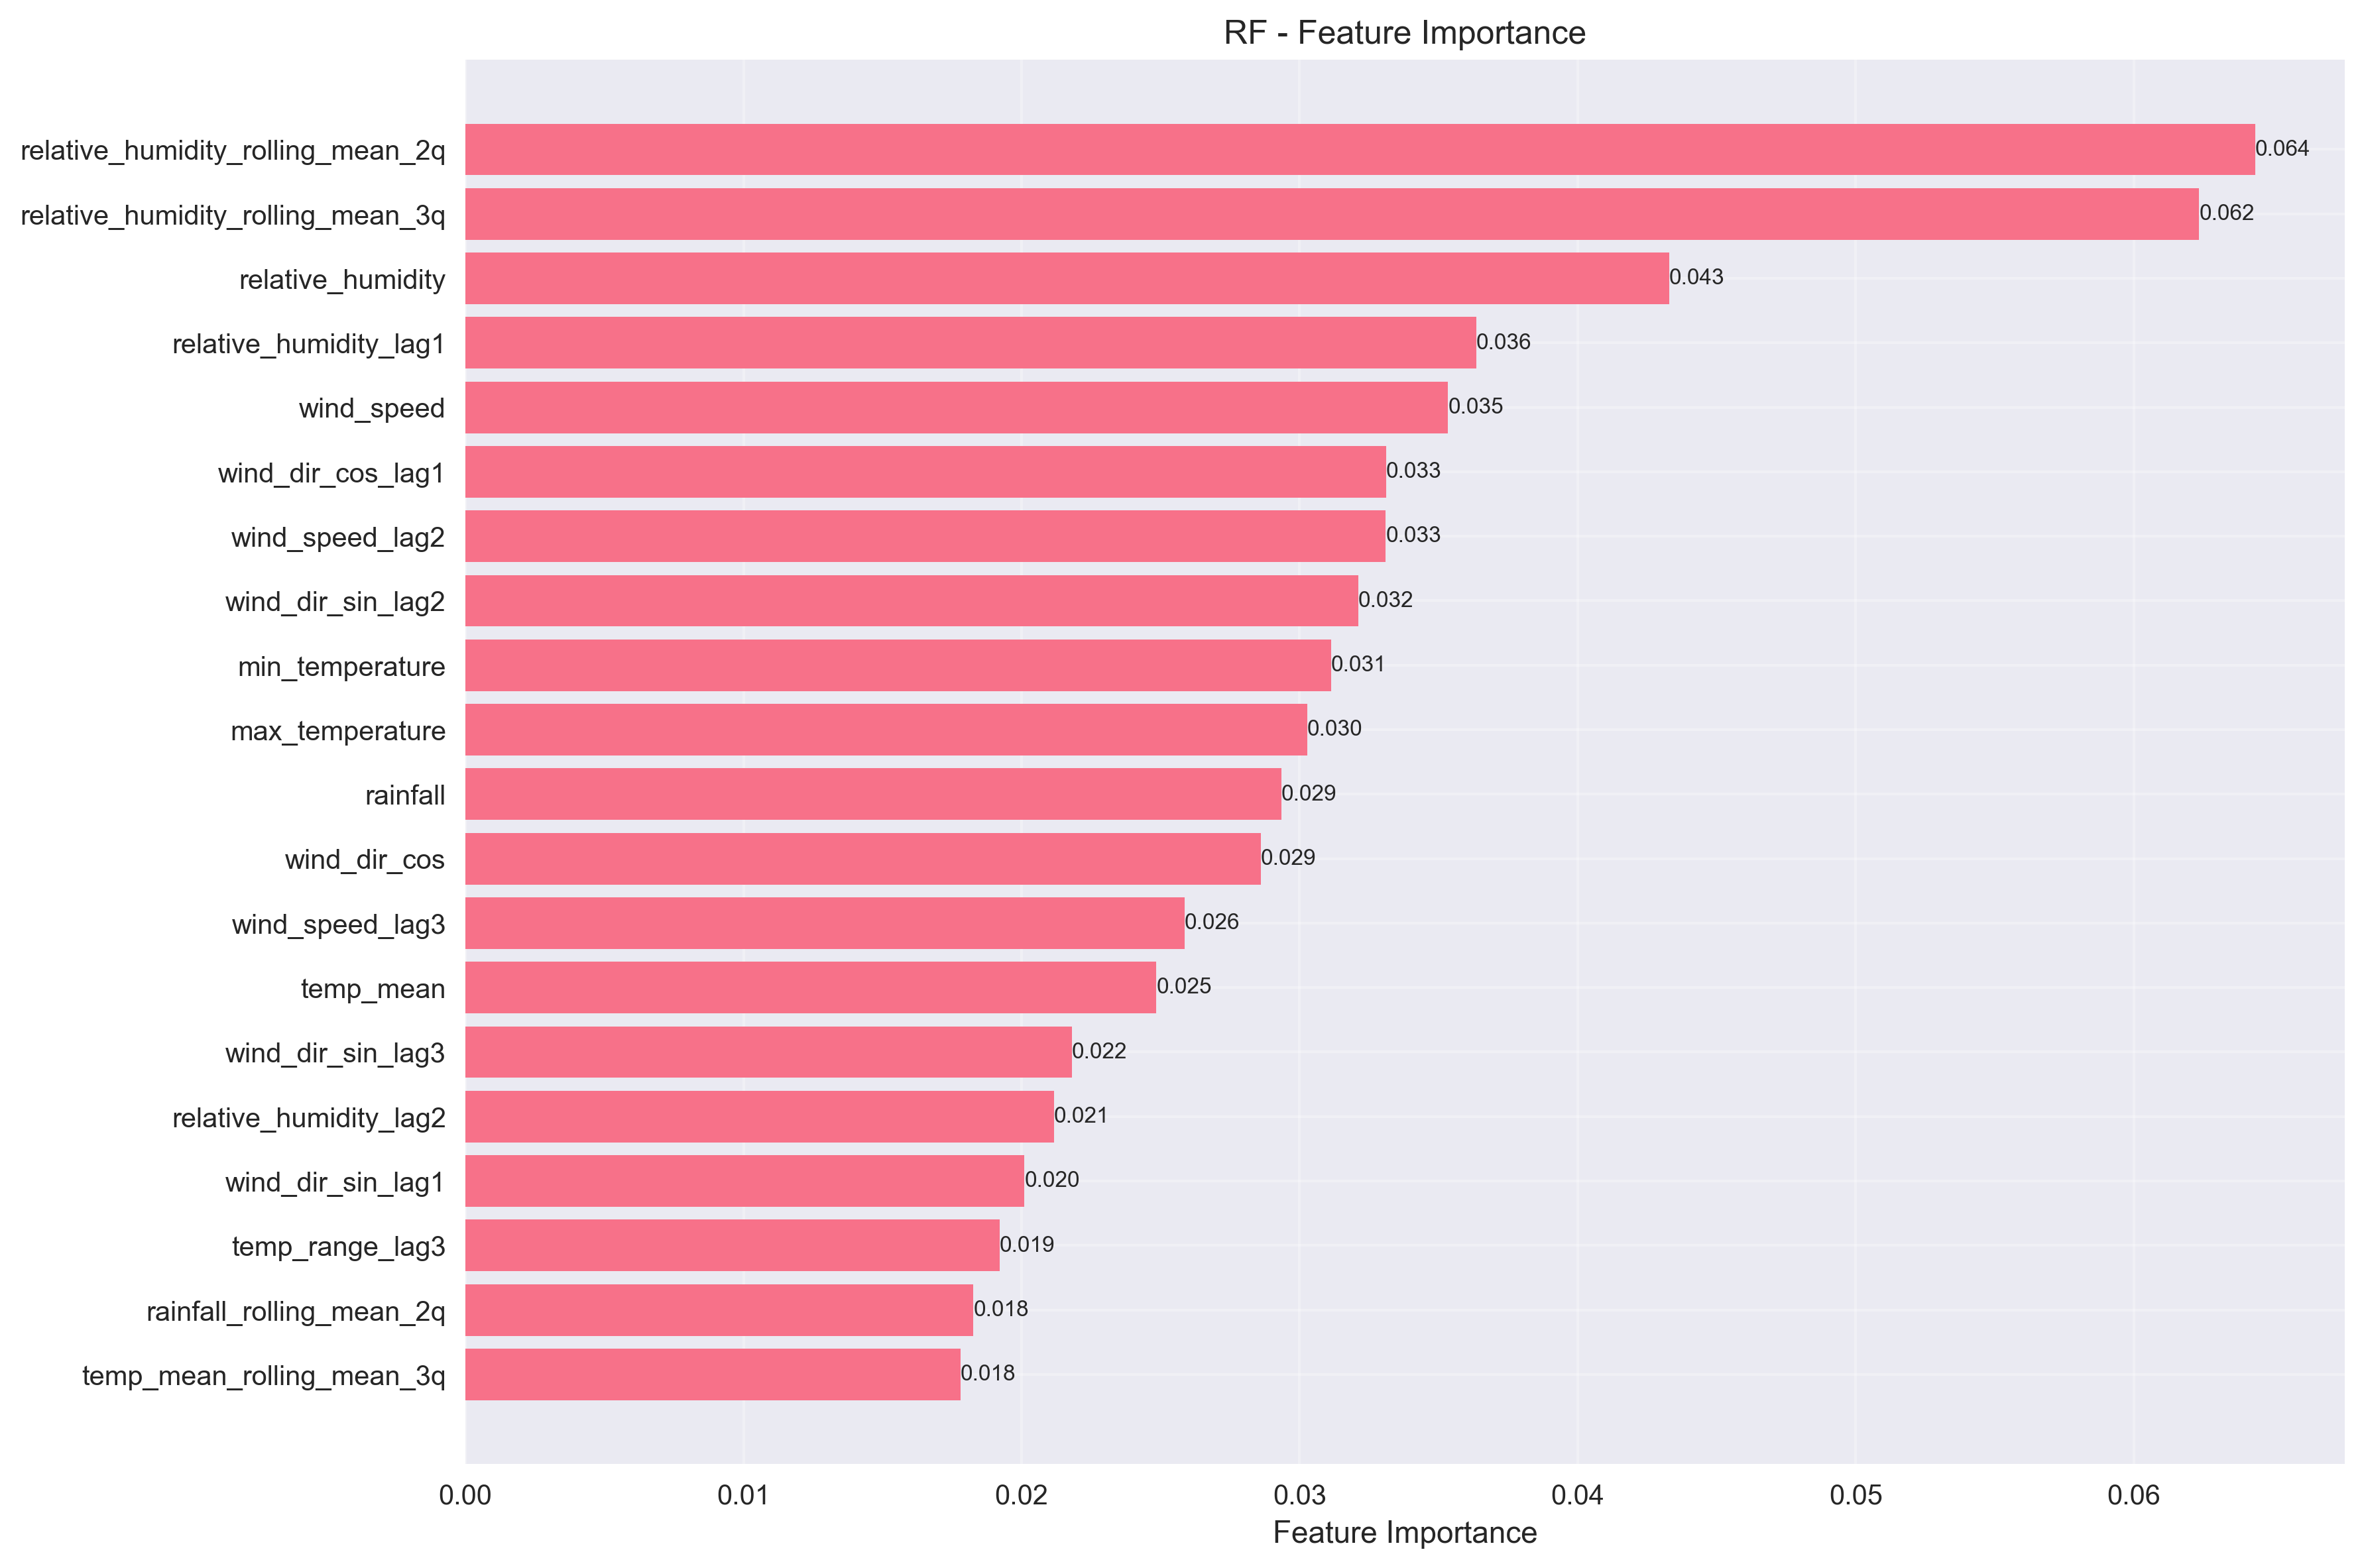 RF - Feature Importance
relative_humidity_rolling_mean_2q 0.064
relative_humidity_rolling_mean_3q 0.062
relative_humidity 0.043
relative_humidity_lag1 0.036
wind_speed 0.035
wind_dir_cos_lag1 0.033
wind_speed_lag2 0.033
wind_dir_sin_lag2 0.032
min_temperature 0.031
max_temperature 0.030
rainfall 0.029
wind_dir_cos 0.029
wind_speed_lag3 0.026
temp_mean 0.025
wind_dir_sin_lag3 0.022
relative_humidity_lag2 0.021
wind_dir_sin_lag1 0.020
temp_range_lag3 0.019
rainfall_rolling_mean_2q 0.018
temp_mean_rolling_mean_3q 0.018
0.00 0.01 0.02 0.03 0.04 0.05 0.06
Feature Importance